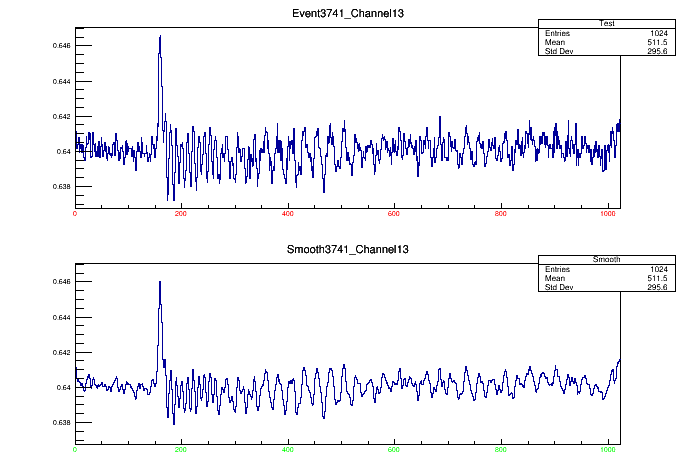 Event3741_Channel13
Test
Entries 1024
Mean 511.5
Std Dev 295.6
0.646
0.644
0.642
0.64
0.638
0 200 400 600 800 1000
Smooth3741_Channel13
Smooth
Entries 1024
Mean 511.5
Std Dev 295.6
0.646
0.644
0.642
0.64
0.638
0 200 400 600 800 1000